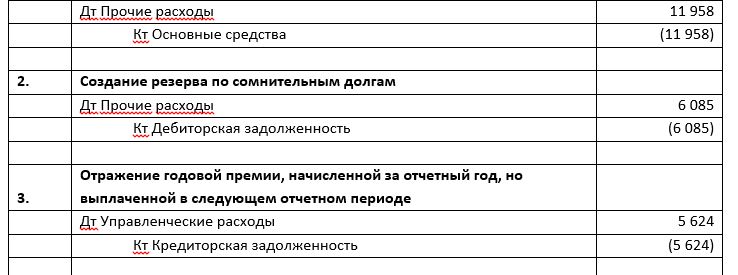 Дт Прочие расходы 11 958
Кт Основные средства (11 958)
2. Создание резерва по сомнительным долгам
Дт Прочие расходы 6 085
Кт Дебиторская задолженность (6 085)
Отражение годовой премии, начисленной за отчетный год, но
3. выплаченной в следующем отчетном периоде
Дт Управленческие расходы 5 624
Кт Кредиторская задолженность (5 624)